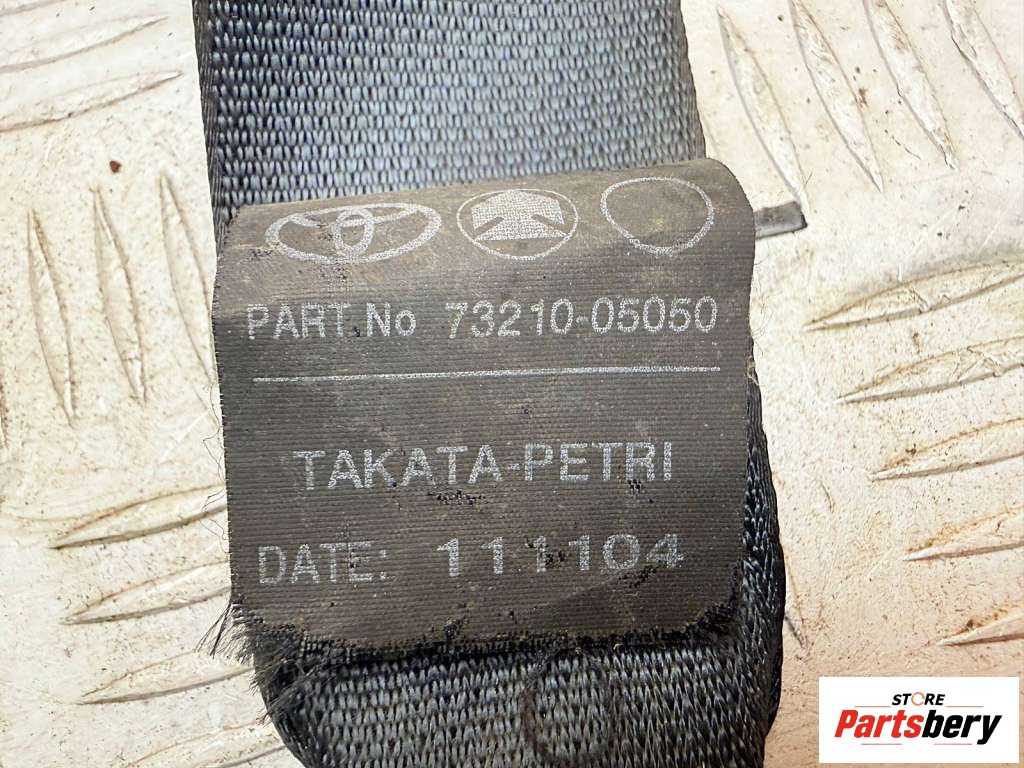 PART.No 73210-05050
TAKATA-PETRI
DATE: 111104
STORE
Partsbery